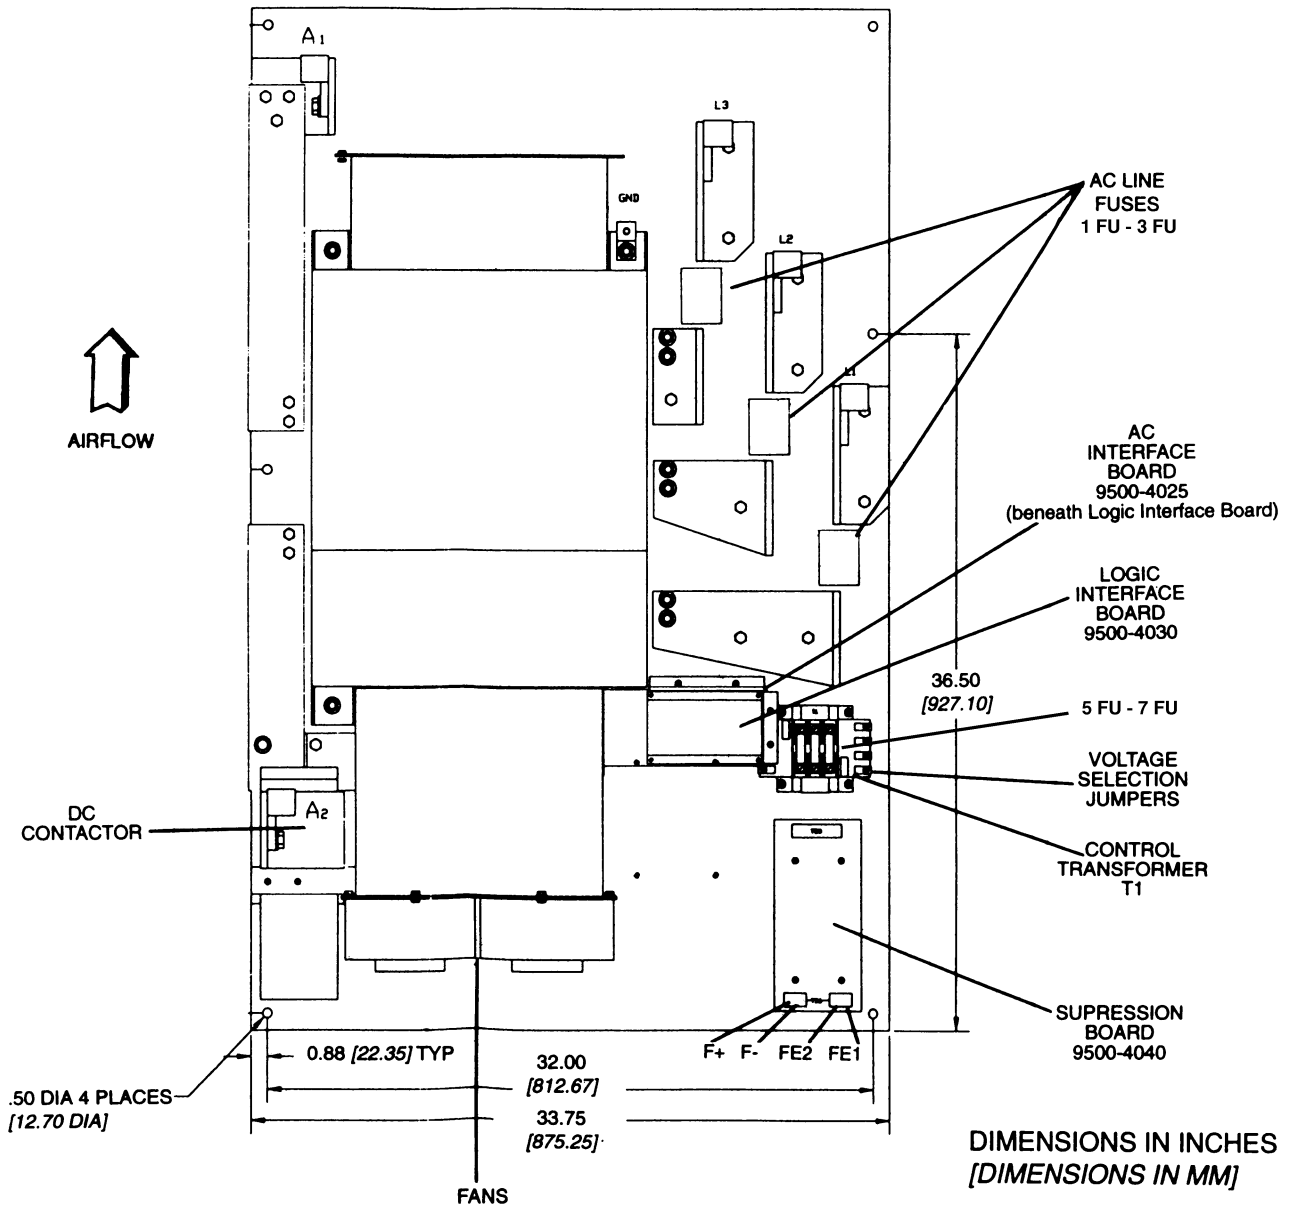 A1
L3
AC LINE
FUSES
1 FU - 3 FU
GND
L2
L1
AIRFLOW
AC
INTERFACE
BOARD
9500-4025
(beneath Logic Interface Board)
LOGIC
INTERFACE
BOARD
9500-4030
36.50
[927.10]
5 FU - 7 FU
VOLTAGE
SELECTION
JUMPERS
DC
CONTACTOR
A2
CONTROL
TRANSFORMER
T1
SUPRESSION
BOARD
9500-4040
F+ F- FE2 FE1
0.88 [22.35] TYP
32.00
[812.67]
.50 DIA 4 PLACES
[12.70 DIA]
33.75
[875.25]
DIMENSIONS IN INCHES
[DIMENSIONS IN MM]
FANS